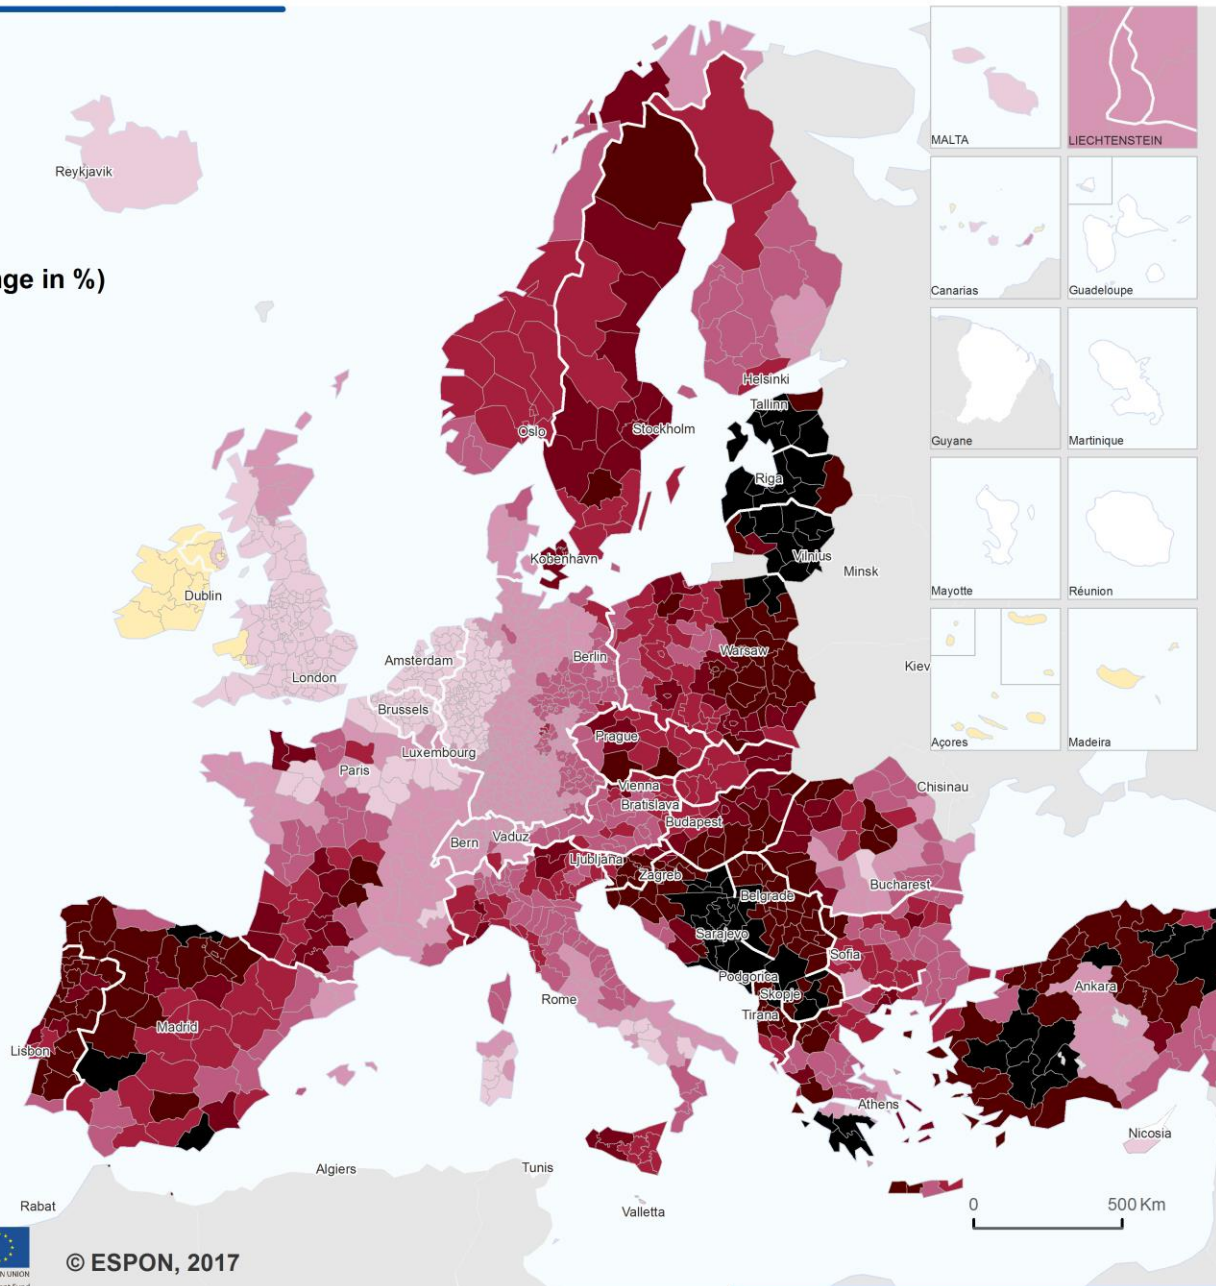 MALTA
LIECHTENSTEIN
Reykjavik
nge in %)
Canarias
Guadeloupe
Helsinki
Tallinn
Guyane
Martinique
Oslo
Stockholm
Riga
København
Vilnius
Minsk
Dublin
Mayotte
Réunion
Amsterdam
Berlin
Warsaw
Kiev
London
Brussels
Açores
Madeira
Prague
Luxembourg
Paris
Vienna
Chisinau
Bratislava
Budapest
Bern
Vaduz
Ljubljana
Zagreb
Bucharest
Belgrade
Sarajevo
Sofia
Podgorica
Ankara
Skopje
Rome
Tirana
Madrid
Lisbon
Athens
Nicosia
Algiers
Tunis
Rabat
Valletta
0 500 Km
© ESPON, 2017